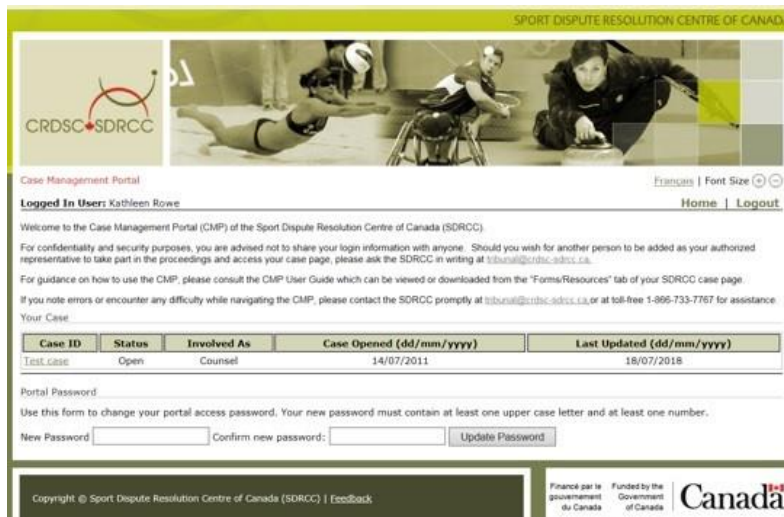 SPORT DISPUTE RESOLUTION CENTRE OF CANAD
CRDSC SDRCC
Case Management Portal
Français | Font Size + -
Logged In User: Kathleen Rowe
Home | Logout
Welcome to the Case Management Portal (CMP) of the Sport Dispute Resolution Centre of Canada (SDRCC).
For confidentiality and security purposes, you are advised not to share your login information with anyone. Should you wish for another person to be added as your authorized
representative to take part in the proceedings and access your case page, please ask the SDRCC in writing at tribunal@crdsc-sdrcc.ca.
For guidance on how to use the CMP, please consult the CMP User Guide which can be viewed or downloaded from the "Forms/Resources" tab of your SDRCC case page.
If you note errors or encounter any difficulty while navigating the CMP, please contact the SDRCC promptly at tribunal@crdsc-sdrcc.ca,or at toll-free 1-866-733-7767 for assistance
Your Case
Case ID Status Involved As Case Opened (dd/mm/yyyy) Last Updated (dd/mm/yyyy)
Test case Open Counsel 14/07/2011 18/07/2018
Portal Password
Use this form to change your portal access password. Your new password must contain at least one upper case letter and at least one number.
New Password Confirm new password: Update Password
Copyright © Sport Dispute Resolution Centre of Canada (SDRCC) | Feedback
Financé par le gouvernement du Canada
Funded by the Government of Canada
Canada